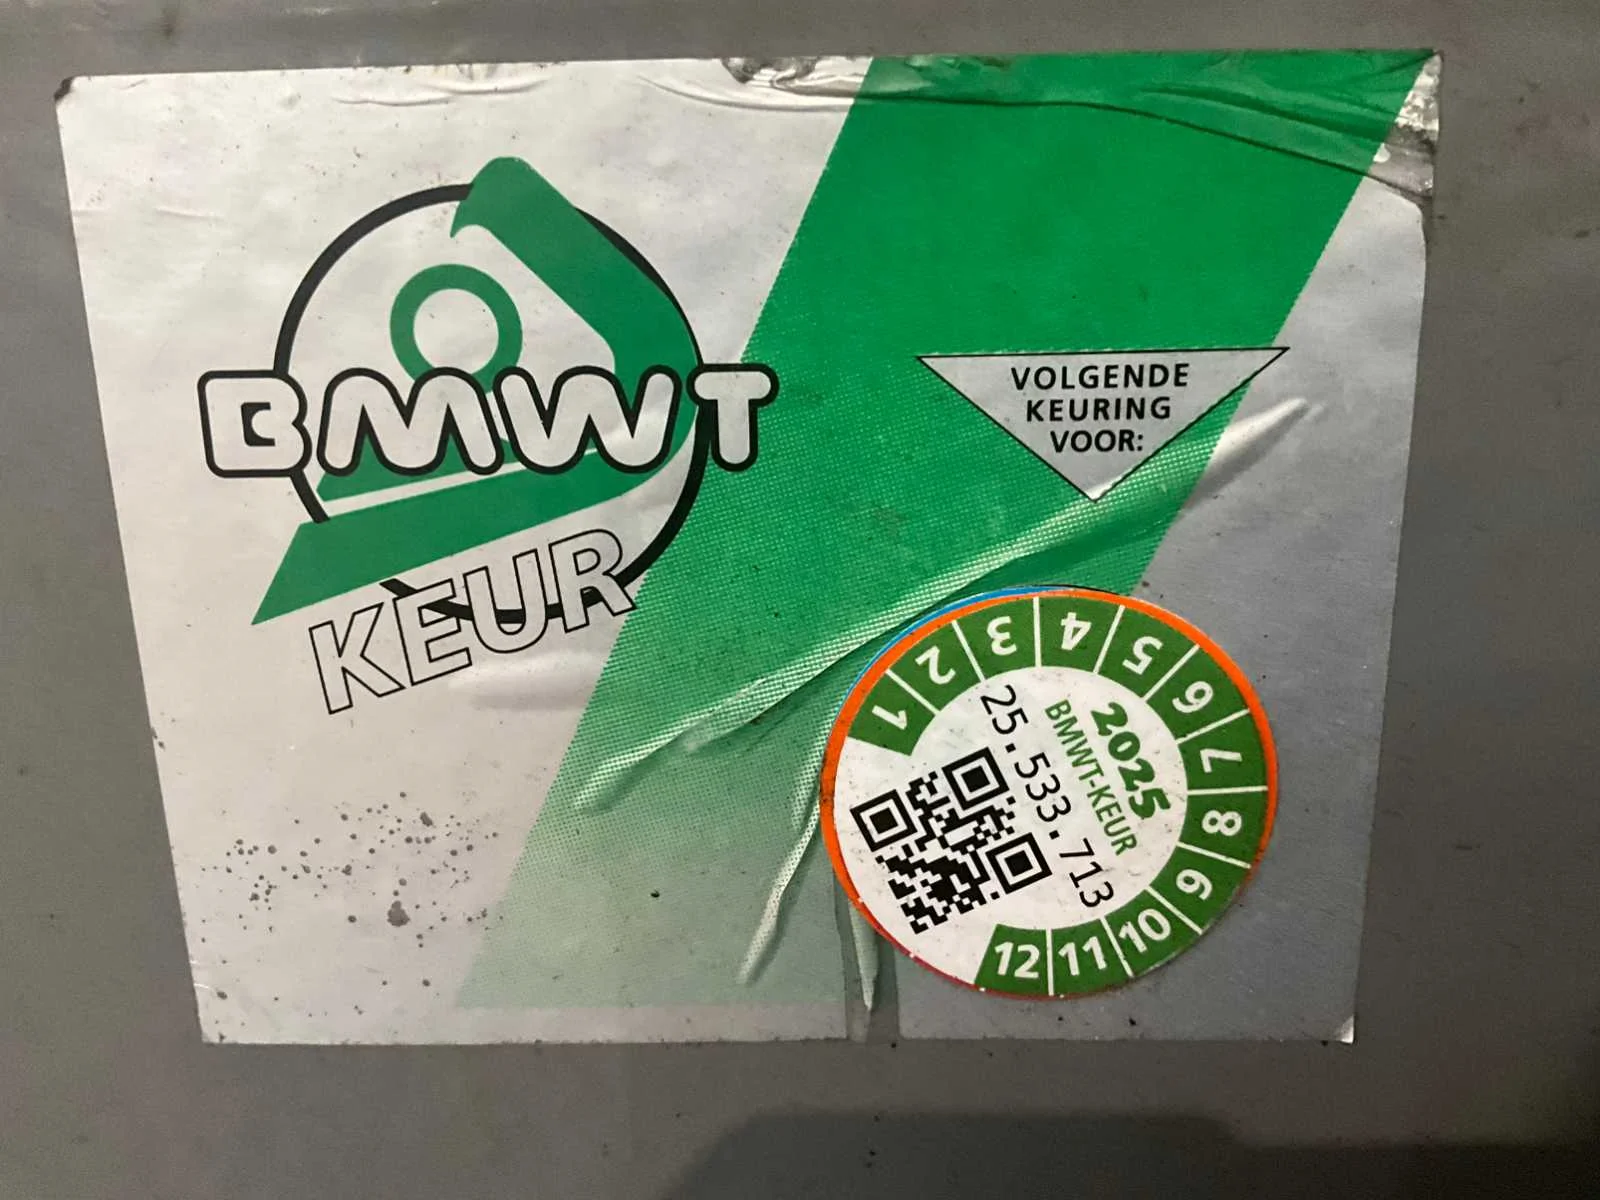 BMWT
KEUR
VOLGENDE
KEURING
VOOR:
1 2 3 4 5 6 7 8 9 10 11 12
2025
BMWT-KEUR
25.533.713